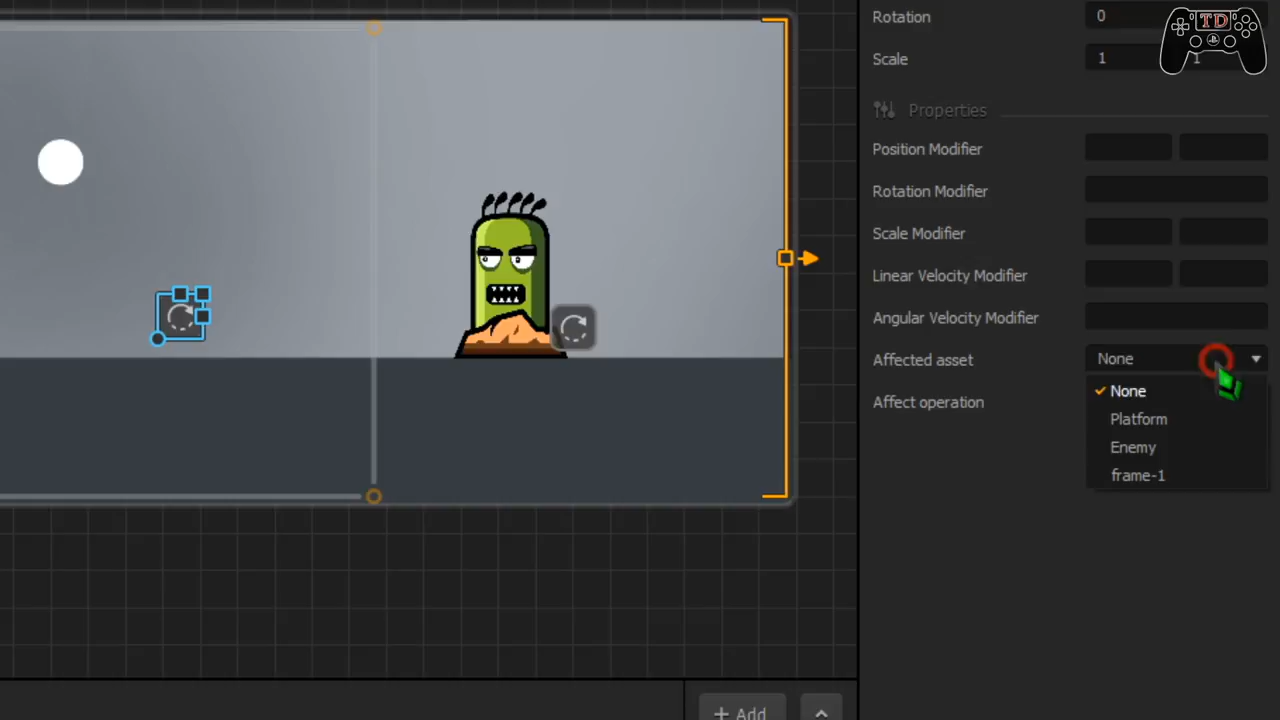 Rotation 0
TD
Scale 1 1
Properties
Position Modifier
Rotation Modifier
Scale Modifier
Linear Velocity Modifier
Angular Velocity Modifier
Affected asset None
None
Affect operation
Platform
Enemy
frame-1
+ Add